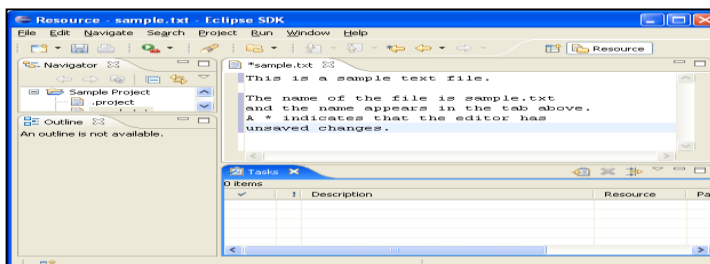 Resource - sample.txt - Eclipse SDK
File Edit Navigate Search Project Run Window Help
Resource
Navigator
Sample Project
.project
Outline
An outline is not available.
*sample.txt
This is a sample text file.
The name of the file is sample.txt
and the name appears in the tab above.
A * indicates that the editor has
unsaved changes.
Tasks
0 items
! Description Resource Pa